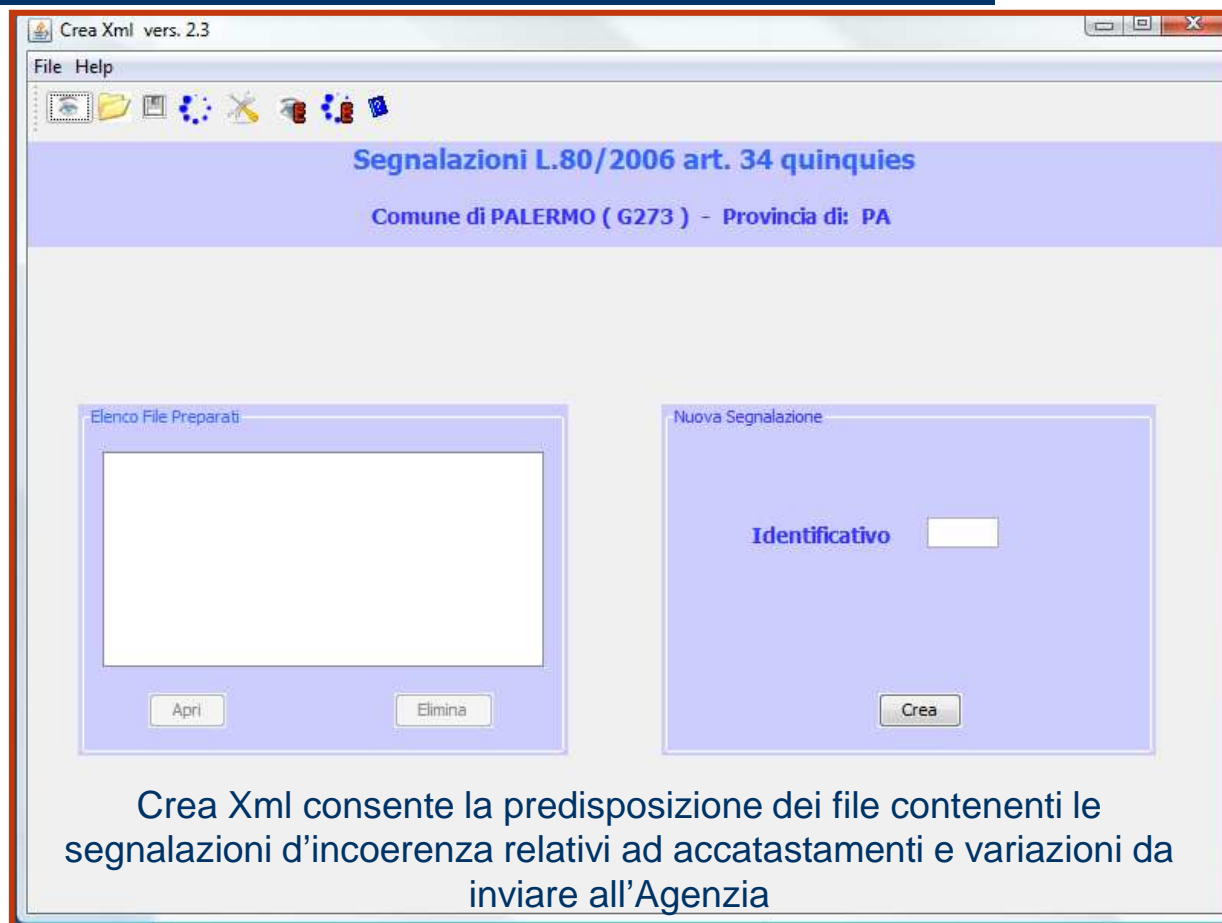 Crea Xml vers. 2.3
File Help
Segnalazioni L.80/2006 art. 34 quinquies
Comune di PALERMO ( G273 ) - Provincia di: PA
Elenco File Preparati
Nuova Segnalazione
Identificativo
Apri
Elimina
Crea
Crea Xml consente la predisposizione dei file contenenti le
segnalazioni d’incoerenza relativi ad accatastamenti e variazioni da
inviare all’Agenzia